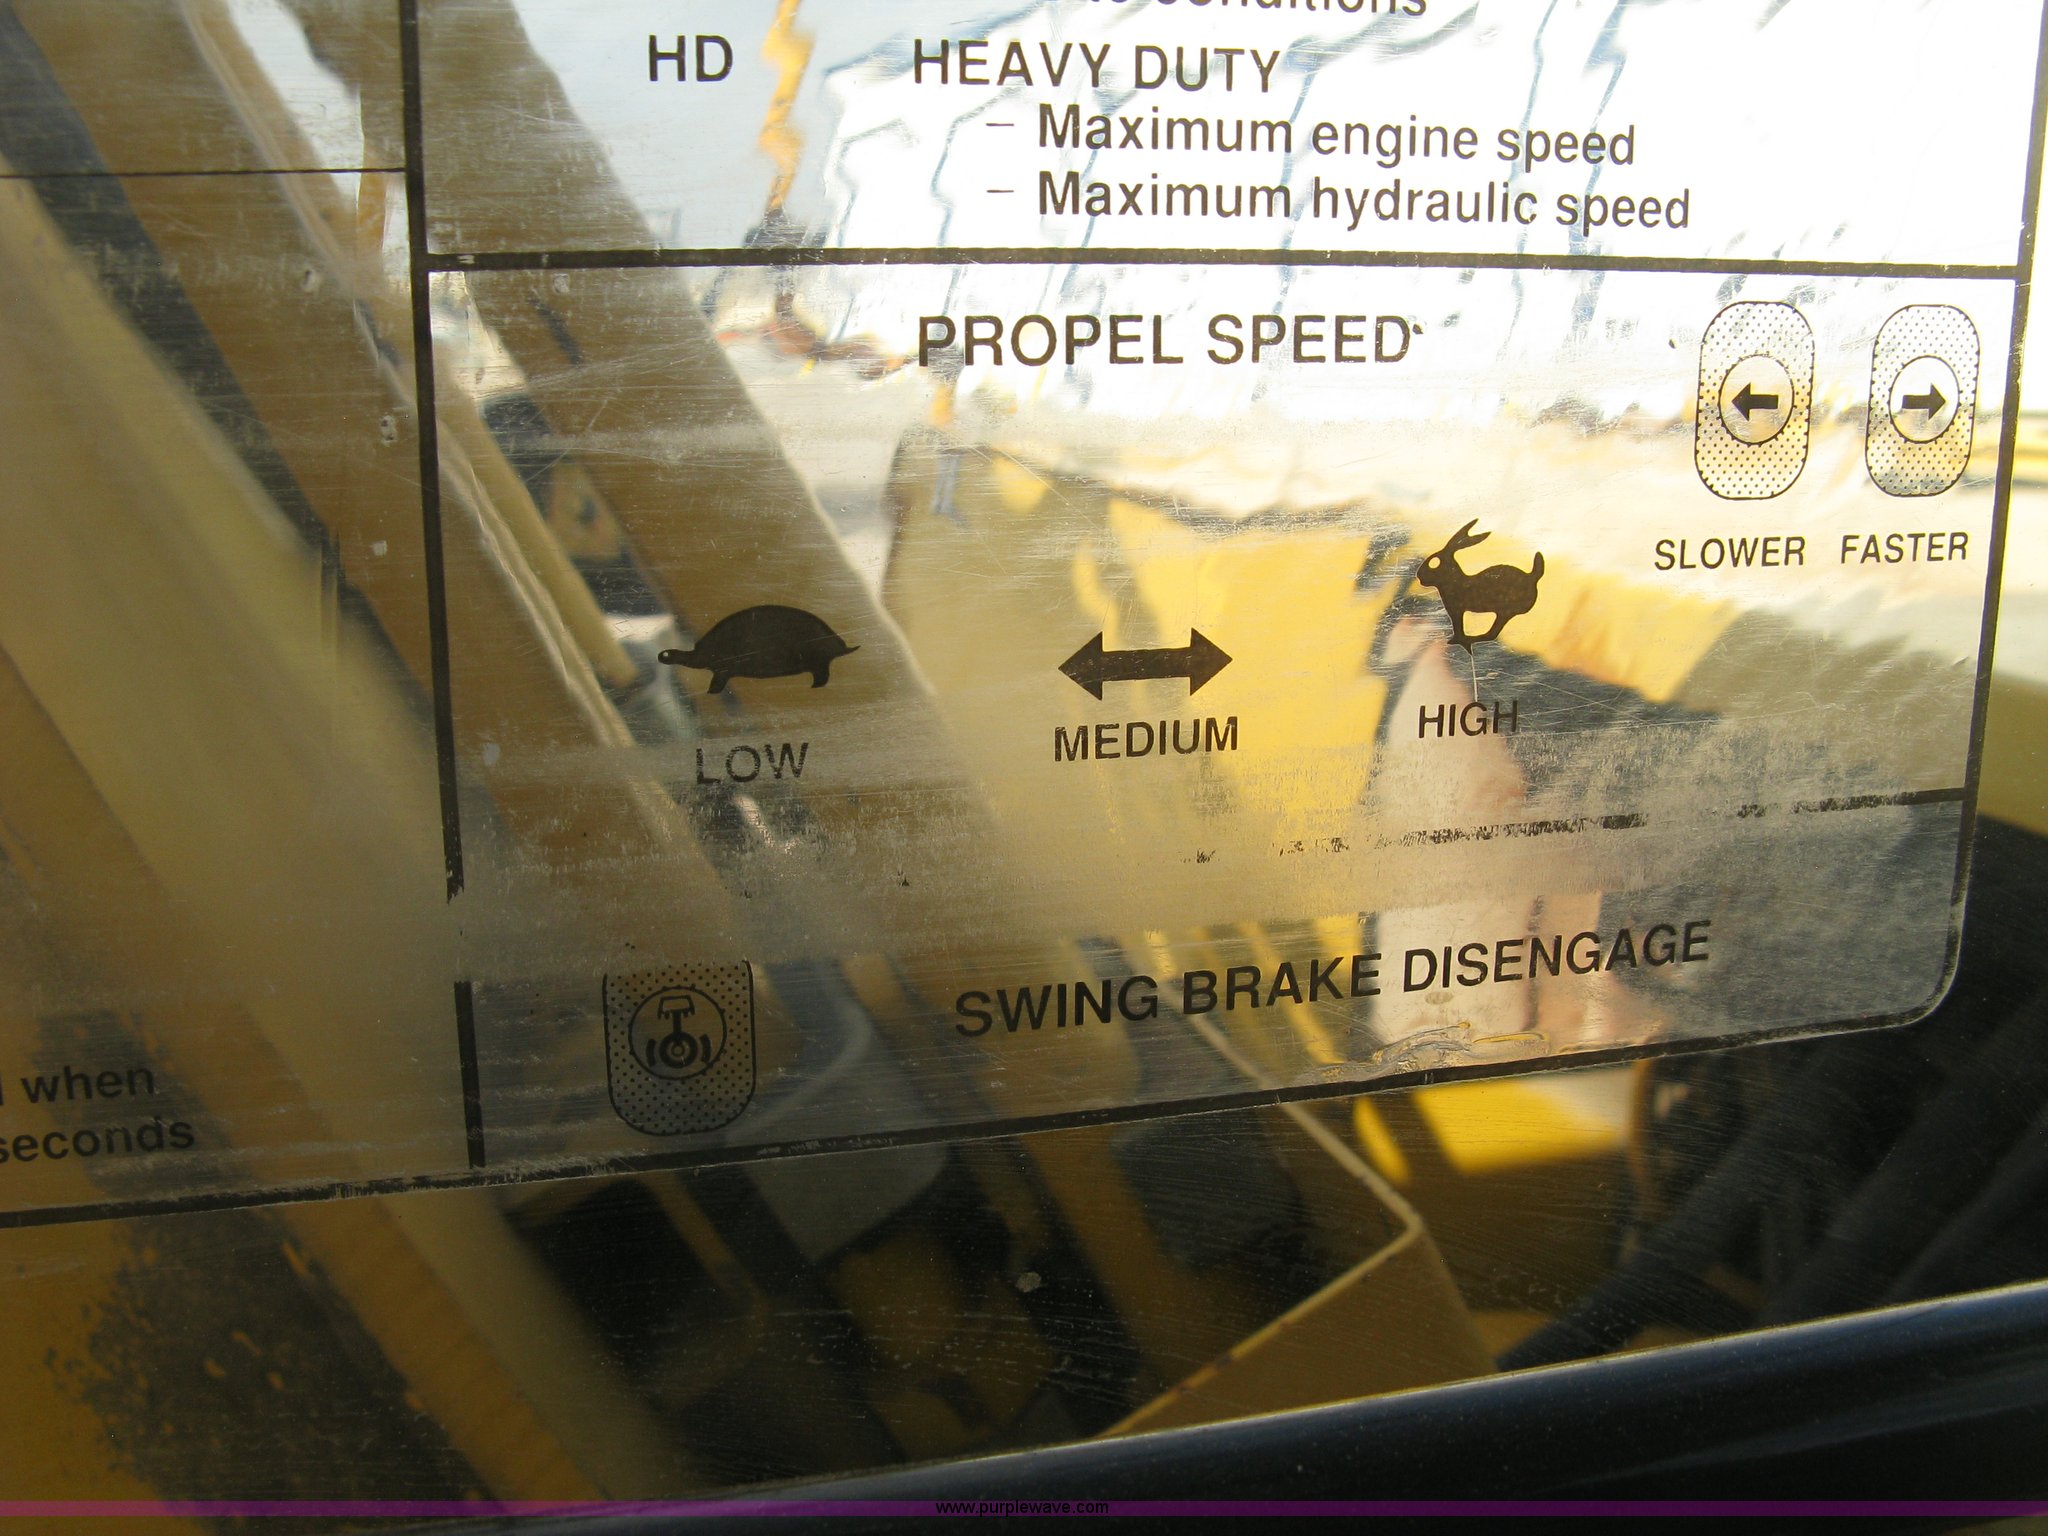 conditions
HD HEAVY DUTY
– Maximum engine speed
– Maximum hydraulic speed
PROPEL SPEED
SLOWER FASTER
LOW MEDIUM HIGH
SWING BRAKE DISENGAGE
when
seconds
www.purplewave.com